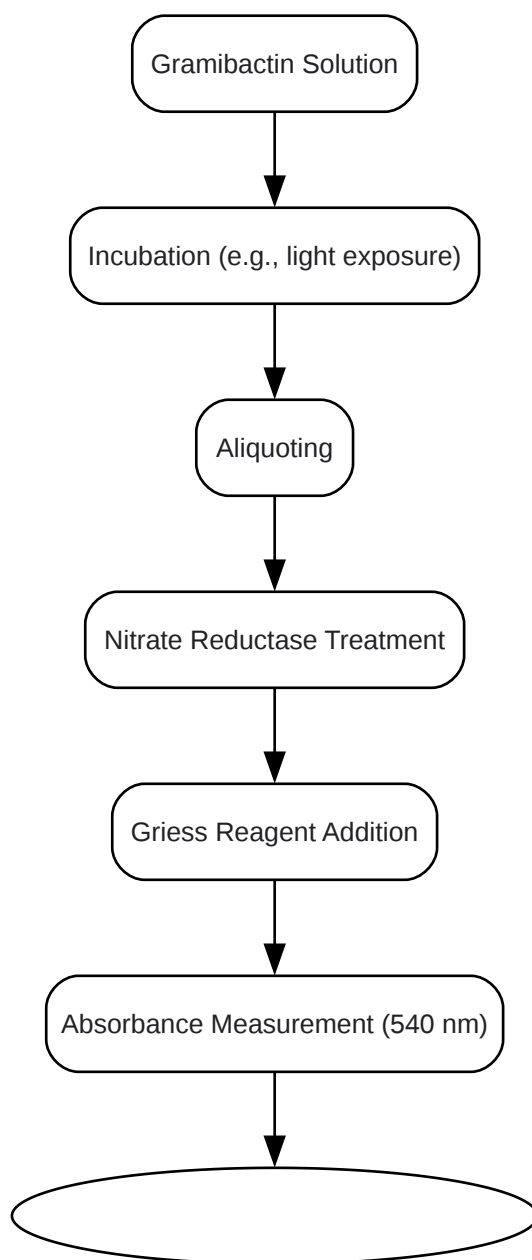 Gramibactin Solution
Incubation (e.g., light exposure)
Aliquoting
Nitrate Reductase Treatment
Griess Reagent Addition
Absorbance Measurement (540 nm)